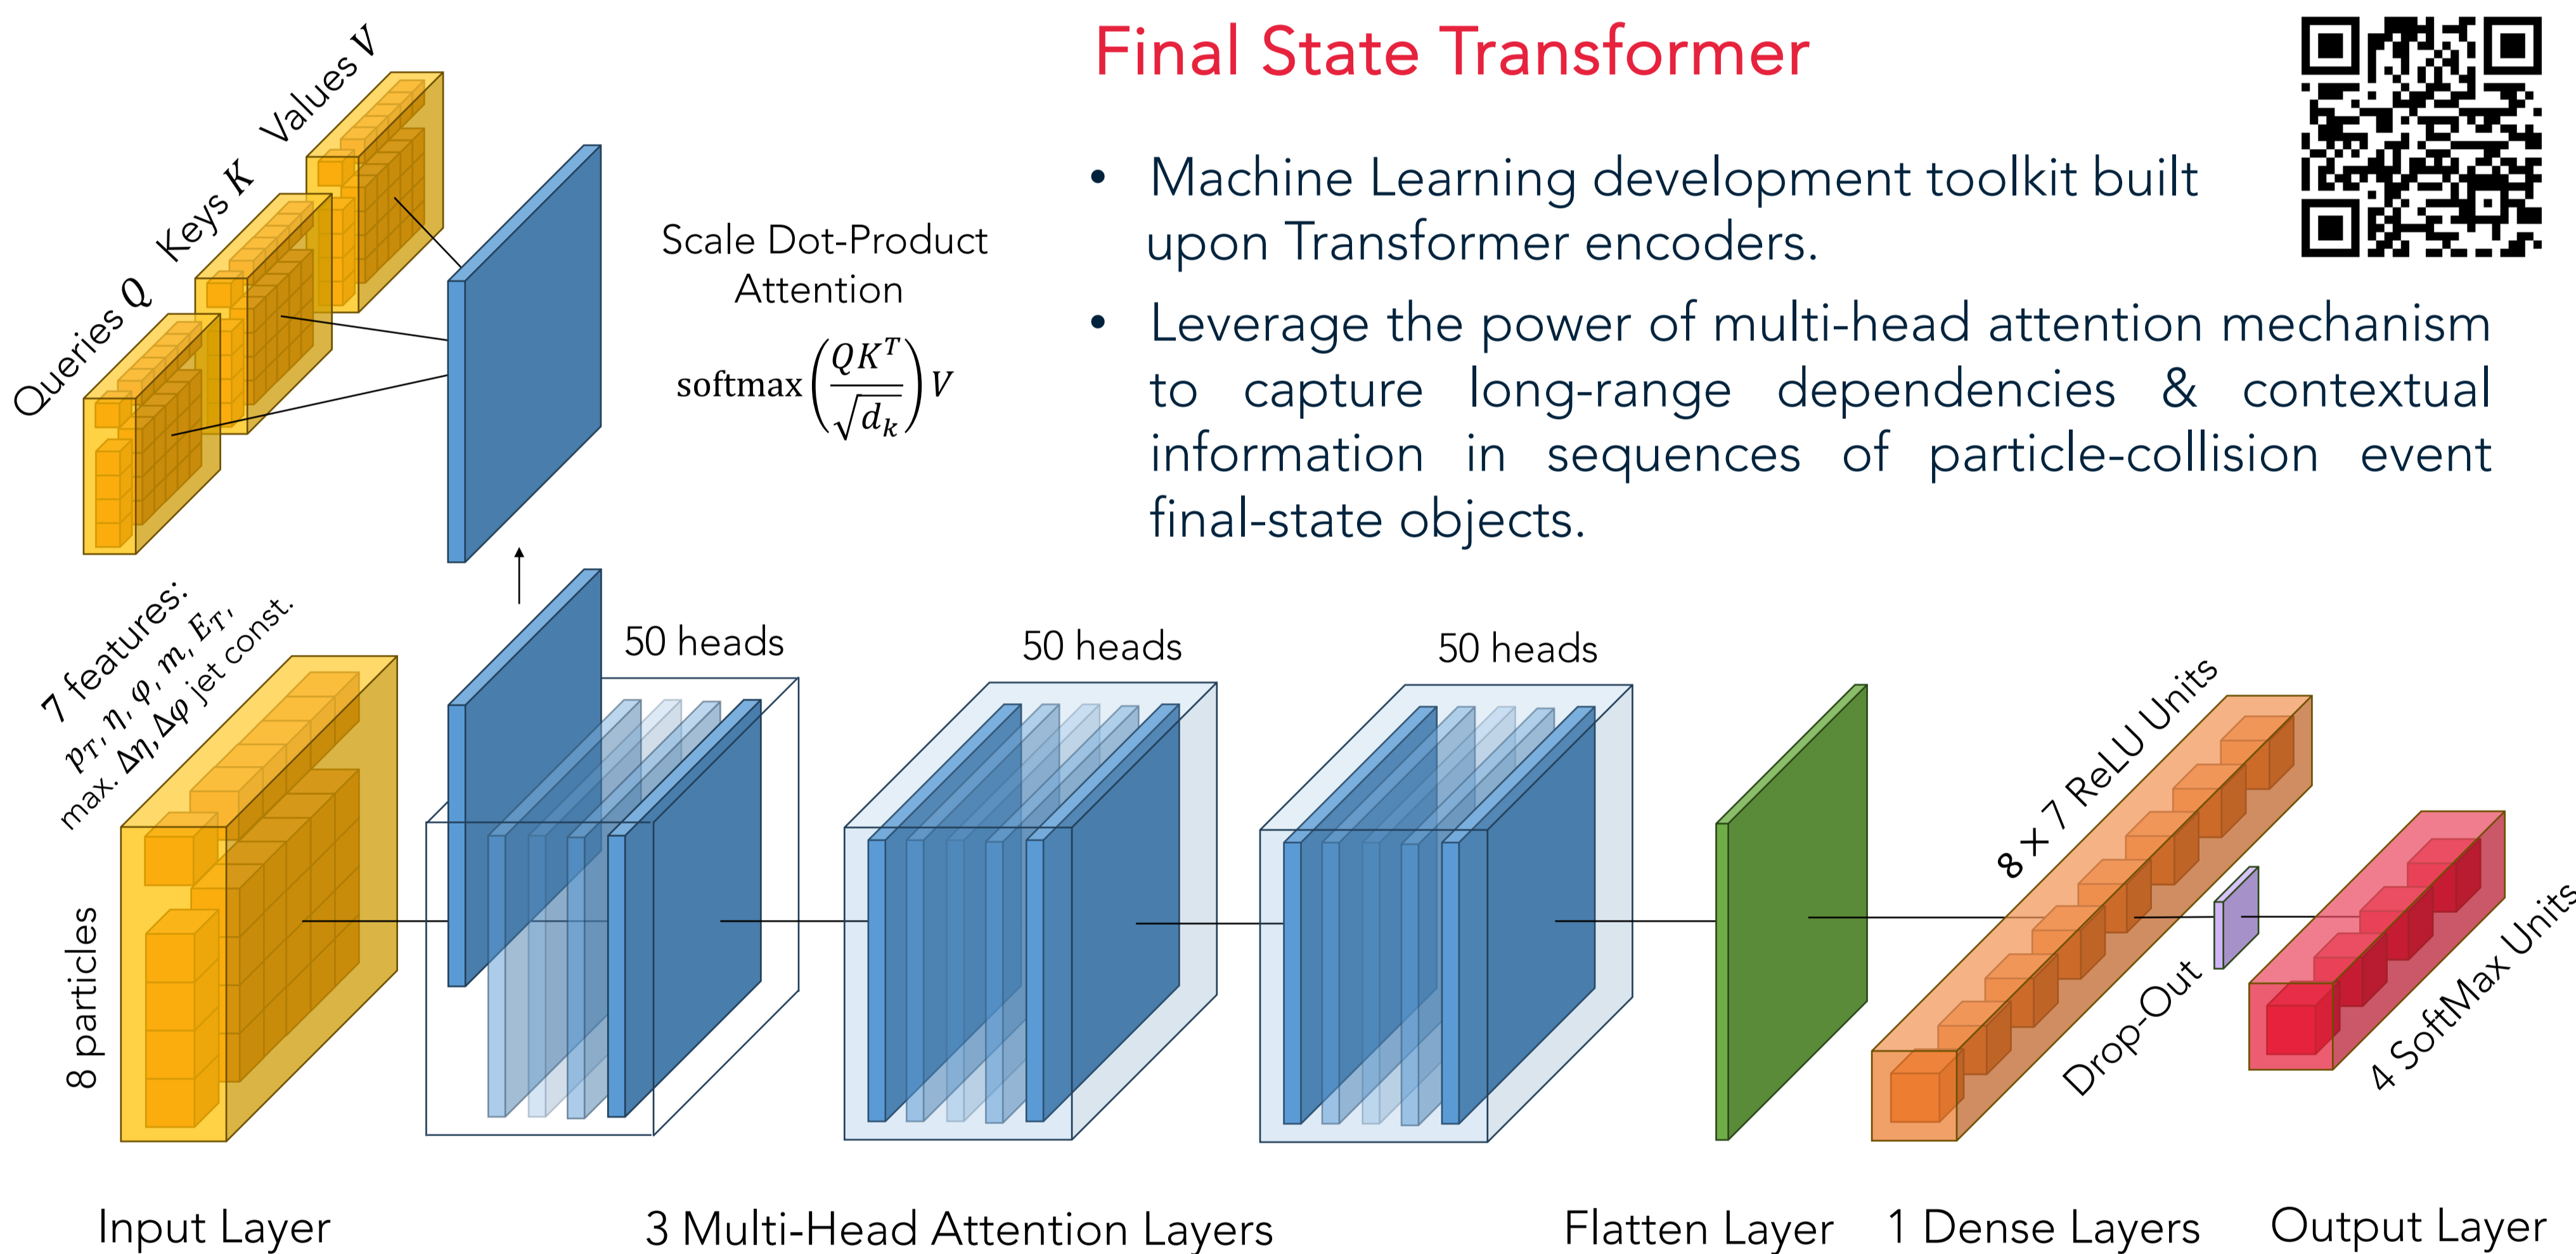 Final State Transformer
• Machine Learning development toolkit built
upon Transformer encoders.
• Leverage the power of multi-head attention mechanism
to capture long-range dependencies & contextual
information in sequences of particle-collision event
final-state objects.
Queries Q Keys K Values V
Scale Dot-Product
Attention
softmax(QK^T/√d_k)V
7 features:
p_T, η, φ, m, E_T,
max. Δη, Δφ jet const.
8 particles
50 heads
50 heads
50 heads
8 × 7 ReLU Units
Drop-Out
4 SoftMax Units
Input Layer
3 Multi-Head Attention Layers
Flatten Layer
1 Dense Layers
Output Layer